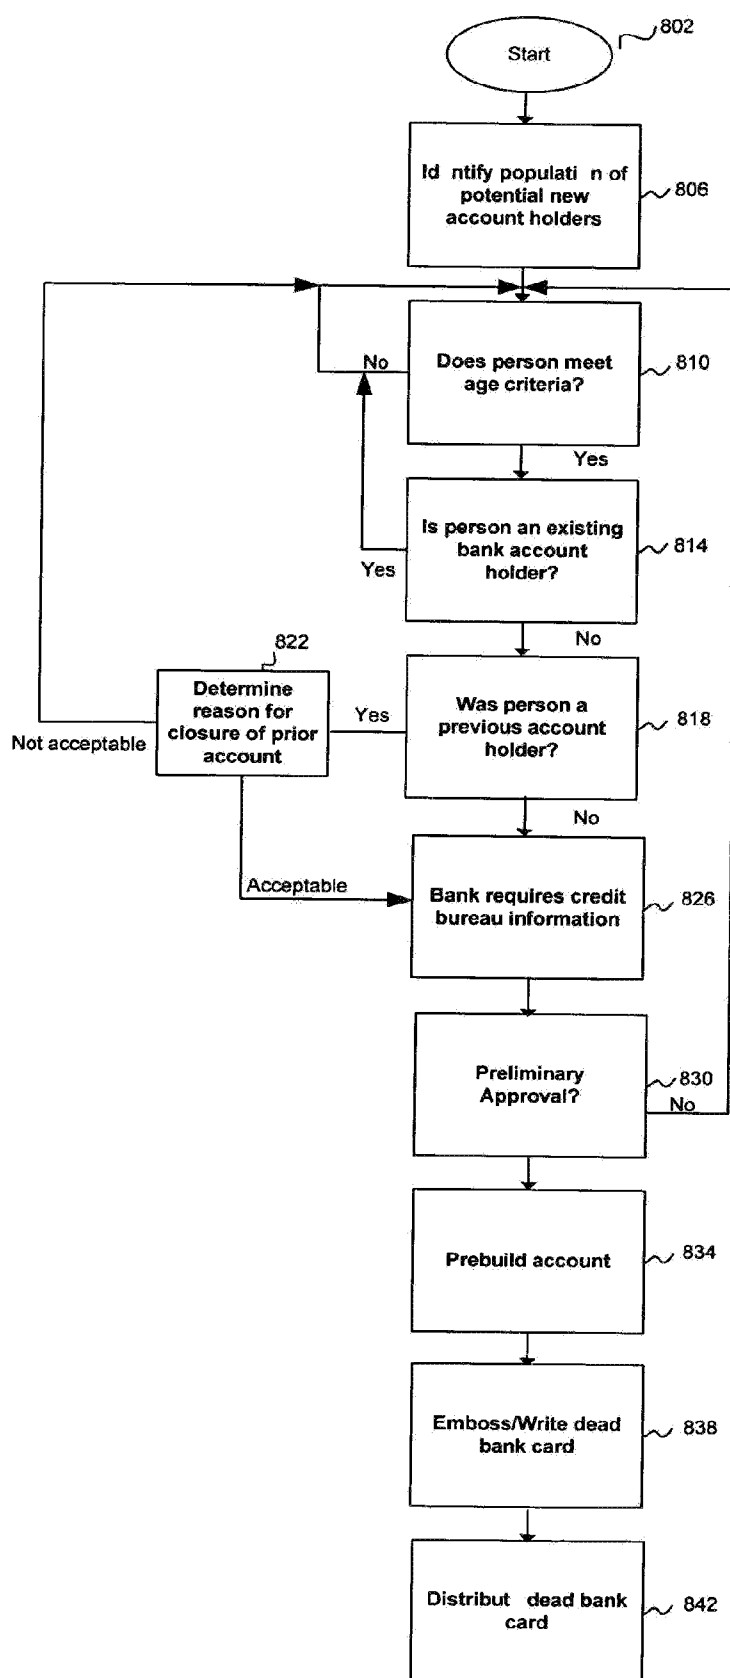 802
Start
Id ntify populati n of
potential new
account holders
806
No
Does person meet
age criteria?
810
Yes
Is person an existing
bank account
holder?
814
Yes
No
822
Determine
reason for
closure of prior
account
Yes
Was person a
previous account
holder?
818
Not acceptable
No
Acceptable
Bank requires credit
bureau information
826
Preliminary
Approval?
830
No
Prebuild account
834
Emboss/Write dead
bank card
838
Distribut dead bank
card
842